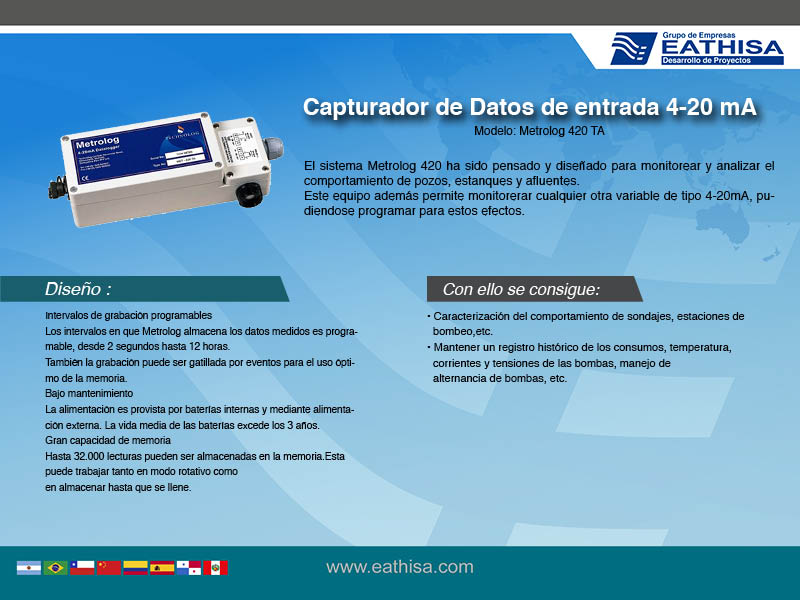 Grupo de Empresas
EATHISA
Desarrollo de Proyectos
Capturador de Datos de entrada 4-20 mA
Modelo: Metrolog 420 TA
El sistema Metrolog 420 ha sido pensado y diseñado para monitorear y analizar el
comportamiento de pozos, estanques y afluentes.
Este equipo además permite monitorerar cualquier otra variable de tipo 4-20mA, pu-
diendose programar para estos efectos.
Metrolog
4-20mA Datalogger
TECHNOLOG
Diseño :
Intervalos de grabación programables
Los intervalos en que Metrolog almacena los datos medidos es progra-
mable, desde 2 segundos hasta 12 horas.
También la grabación puede ser gatillada por eventos para el uso ópti-
mo de la memoria.
Bajo mantenimiento
La alimentación es provista por baterías internas y mediante alimenta-
ción externa. La vida media de las baterías excede los 3 años.
Gran capacidad de memoria
Hasta 32.000 lecturas pueden ser almacenadas en la memoria.Esta
puede trabajar tanto en modo rotativo como
en almacenar hasta que se llene.
Con ello se consigue:
• Caracterización del comportamiento de sondajes, estaciones de
bombeo,etc.
• Mantener un registro histórico de los consumos, temperatura,
corrientes y tensiones de las bombas, manejo de
alternancia de bombas, etc.
www.eathisa.com